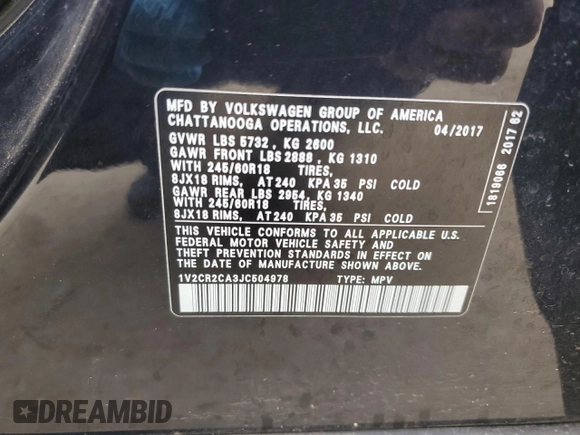 MFD BY VOLKSWAGEN GROUP OF AMERICA
CHATTANOOGA OPERATIONS, LLC. 04/2017
GVWR LBS 5732 , KG 2600
GAWR FRONT LBS 2888 , KG 1310
WITH 245/60R18 TIRES,
8JX18 RIMS, AT 240 KPA 35 PSI COLD
GAWR REAR LBS 2954, KG 1340
WITH 245/60R18 TIRES,
8JX18 RIMS, AT 240 KPA 35 PSI COLD
THIS VEHICLE CONFORMS TO ALL APPLICABLE U.S.
FEDERAL MOTOR VEHICLE SAFETY AND
THEFT PREVENTION STANDARDS IN EFFECT ON THE
DATE OF MANUFACTURE SHOWN ABOVE.
1V2CR2CA3JC504978 TYPE: MPV
1819066 2017 62
DREAMBID